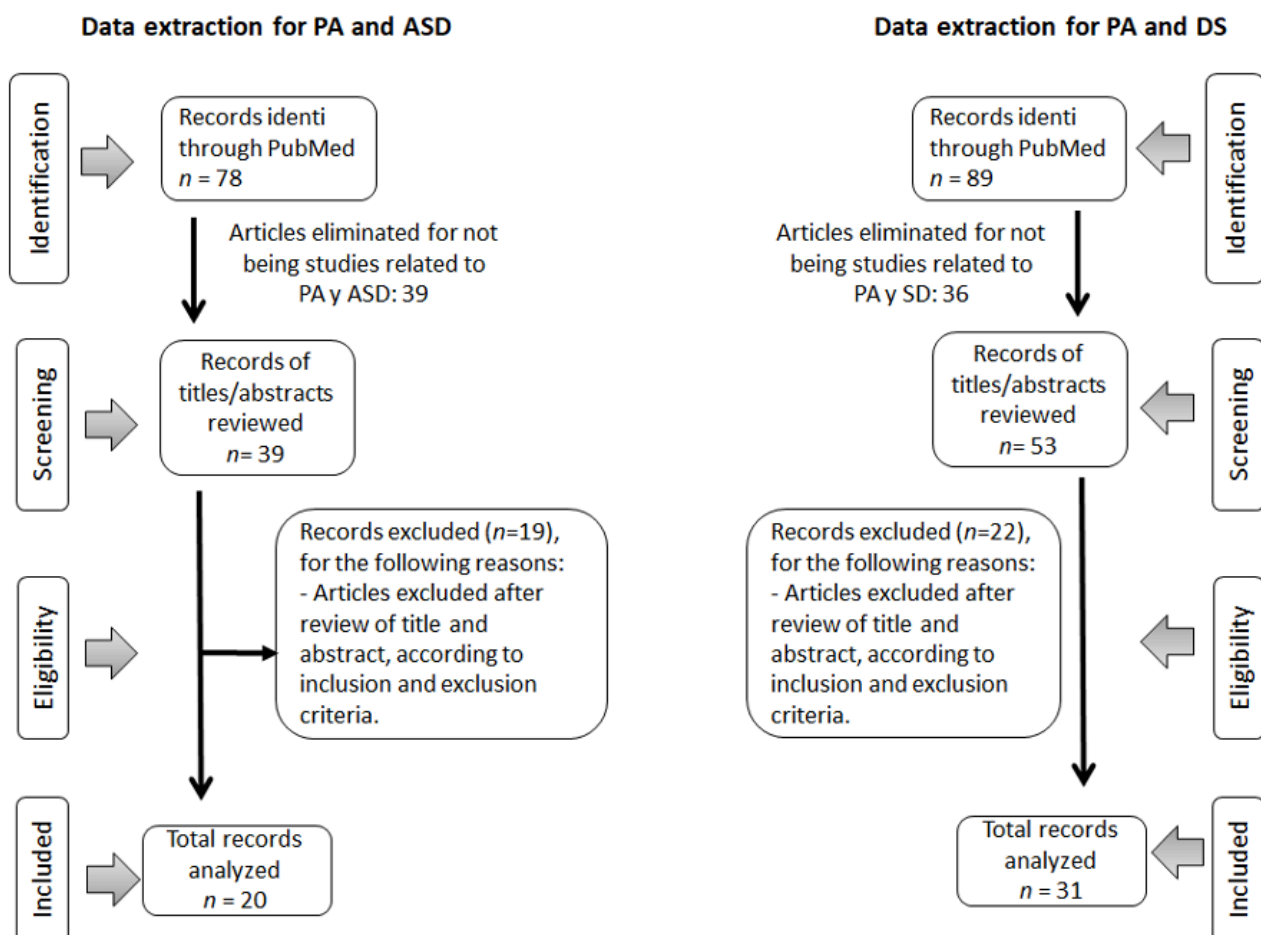 Data extraction for PA and ASD
Identification
Records identi
through PubMed
n = 78
Articles eliminated for not
being studies related to
PA y ASD: 39
Screening
Records of
titles/abstracts
reviewed
n= 39
Eligibility
Records excluded (n=19),
for the following reasons:
- Articles excluded after
review of title and
abstract, according to
inclusion and exclusion
criteria.
Included
Total records
analyzed
n = 20
Data extraction for PA and DS
Identification
Records identi
through PubMed
n = 89
Articles eliminated for not
being studies related to
PA y SD: 36
Screening
Records of
titles/abstracts
reviewed
n= 53
Eligibility
Records excluded (n=22),
for the following reasons:
- Articles excluded after
review of title and
abstract, according to
inclusion and exclusion
criteria.
Included
Total records
analyzed
n = 31